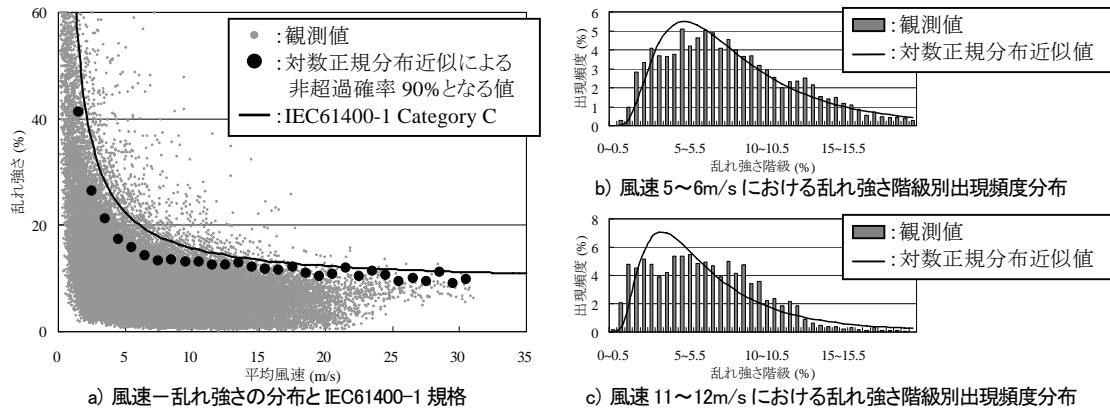 60
40
20
0
乱れ強さ (%)
:観測値
:対数正規分布近似による
非超過確率 90%となる値
:IEC61400-1 Category C
0 5 10 15 20 25 30 35
平均風速 (m/s)
a) 風速－乱れ強さの分布とIEC61400-1 規格
6
5
4
3
2
1
0
出現頻度 (%)
:観測値
:対数正規分布近似値
0~0.5 5~5.5 10~10.5 15~15.5
乱れ強さ階級 (%)
b) 風速 5～6m/s における乱れ強さ階級別出現頻度分布
8
6
4
2
0
出現頻度 (%)
:観測値
:対数正規分布近似値
0~0.5 5~5.5 10~10.5 15~15.5
乱れ強さ階級 (%)
c) 風速 11～12m/s における乱れ強さ階級別出現頻度分布